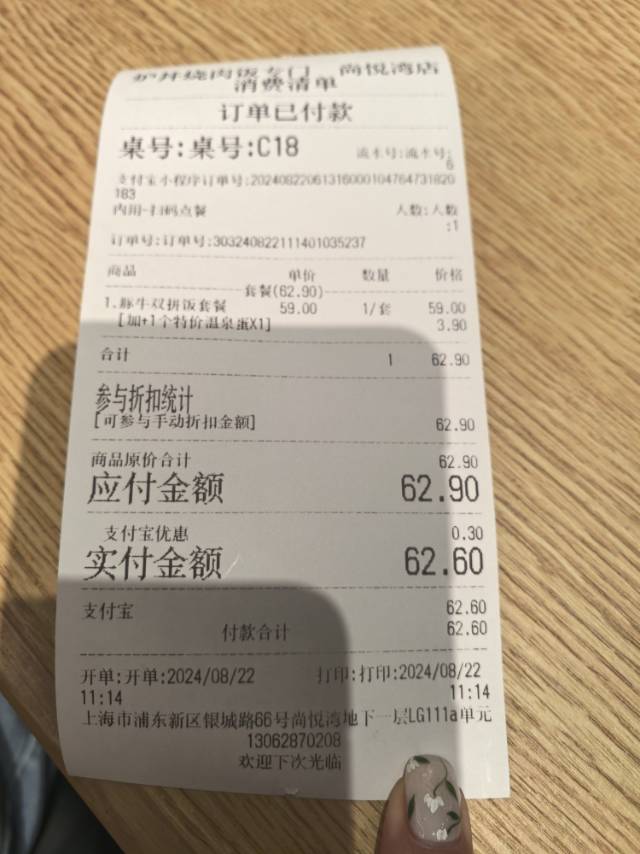 炉丼烧肉饭专门 尚悦湾店
消费清单
订单已付款
桌号:桌号:C18 流水号:流水号:
6
支付宝小程序订单号:20240822061316000104764731820
183
内用-扫码点餐 人数:人数
:1
订单号:订单号:303240822111401035237
商品 单价 数量 价格
套餐(62.90)
1.豚牛双拼饭套餐 59.00 1/套 59.00
[加+1个特价温泉蛋X1] 3.90
合计 1 62.90
参与折扣统计
[可参与手动折扣金额] 62.90
商品原价合计 62.90
应付金额 62.90
支付宝优惠 0.30
实付金额 62.60
支付宝 62.60
付款合计 62.60
开单:开单:2024/08/22 打印:打印:2024/08/22
11:14 11:14
上海市浦东新区银城路66号尚悦湾地下一层LG111a单元
13062870208
欢迎下次光临